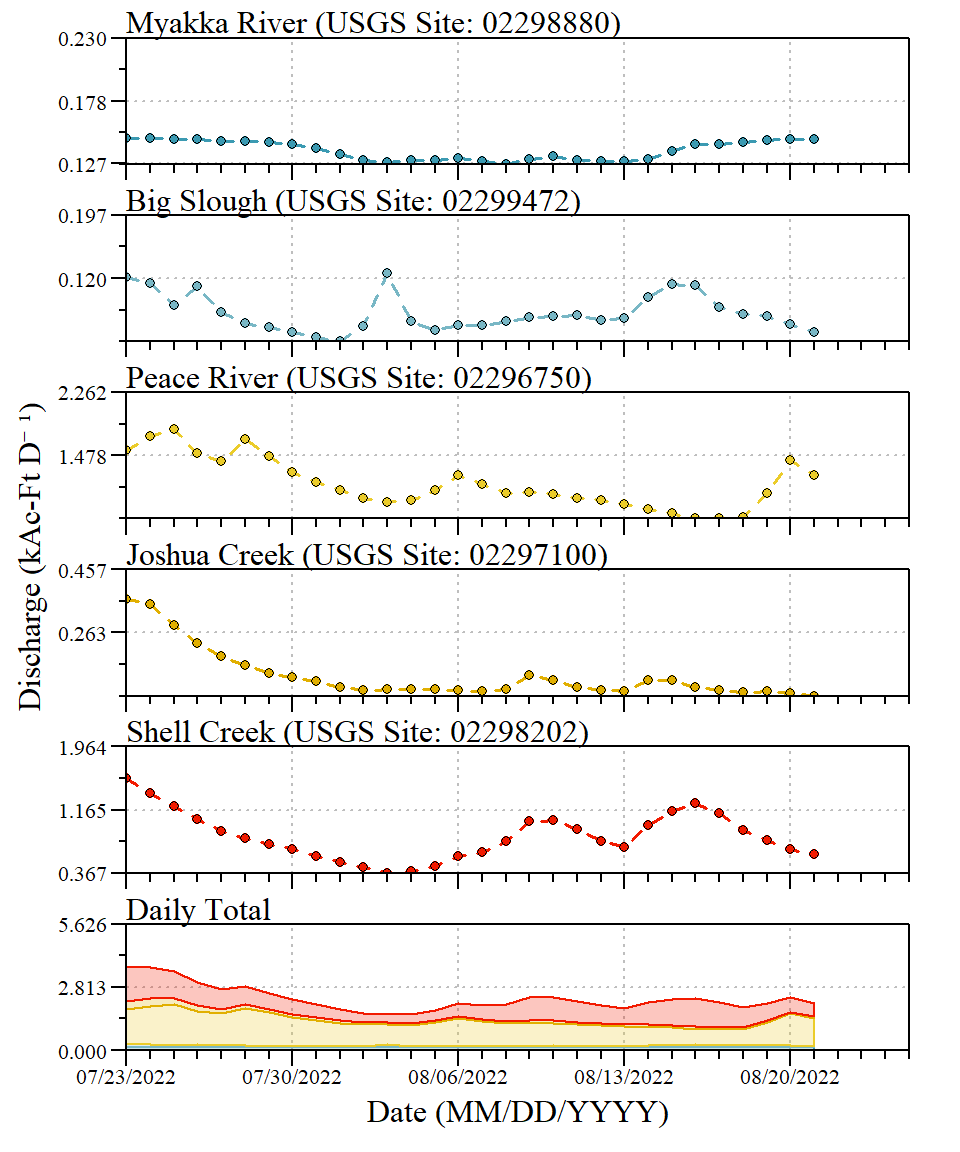 Myakka River (USGS Site: 02298880)
0.230
0.178
0.127
Big Slough (USGS Site: 02299472)
0.197
0.120
Peace River (USGS Site: 02296750)
2.262
1.478
Joshua Creek (USGS Site: 02297100)
0.457
0.263
Shell Creek (USGS Site: 02298202)
1.964
1.165
0.367
Daily Total
5.626
2.813
0.000
07/23/2022 07/30/2022 08/06/2022 08/13/2022 08/20/2022
Date (MM/DD/YYYY)
Discharge (kAc-Ft D⁻¹)